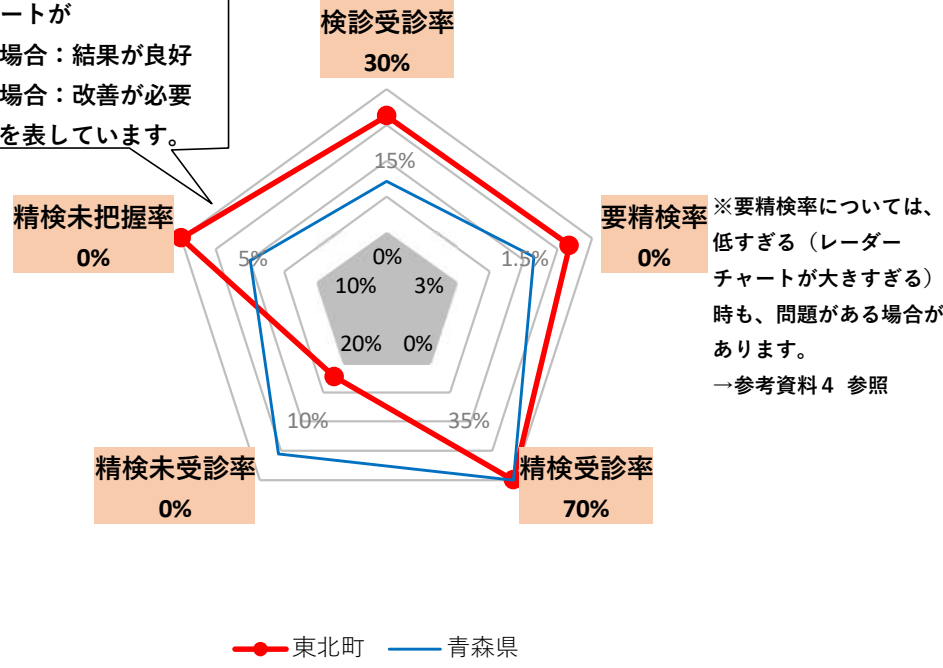 ートが
場合：結果が良好
場合：改善が必要
を表しています。
検診受診率
30%
15%
0%
10%
3%
20%
0%
精検未把握率
0%
5%
要精検率
0%
1.5%
※要精検率については、
低すぎる（レーダー
チャートが大きすぎる）
時も、問題がある場合が
あります。
→参考資料４ 参照
10%
35%
精検未受診率
0%
精検受診率
70%
東北町
青森県